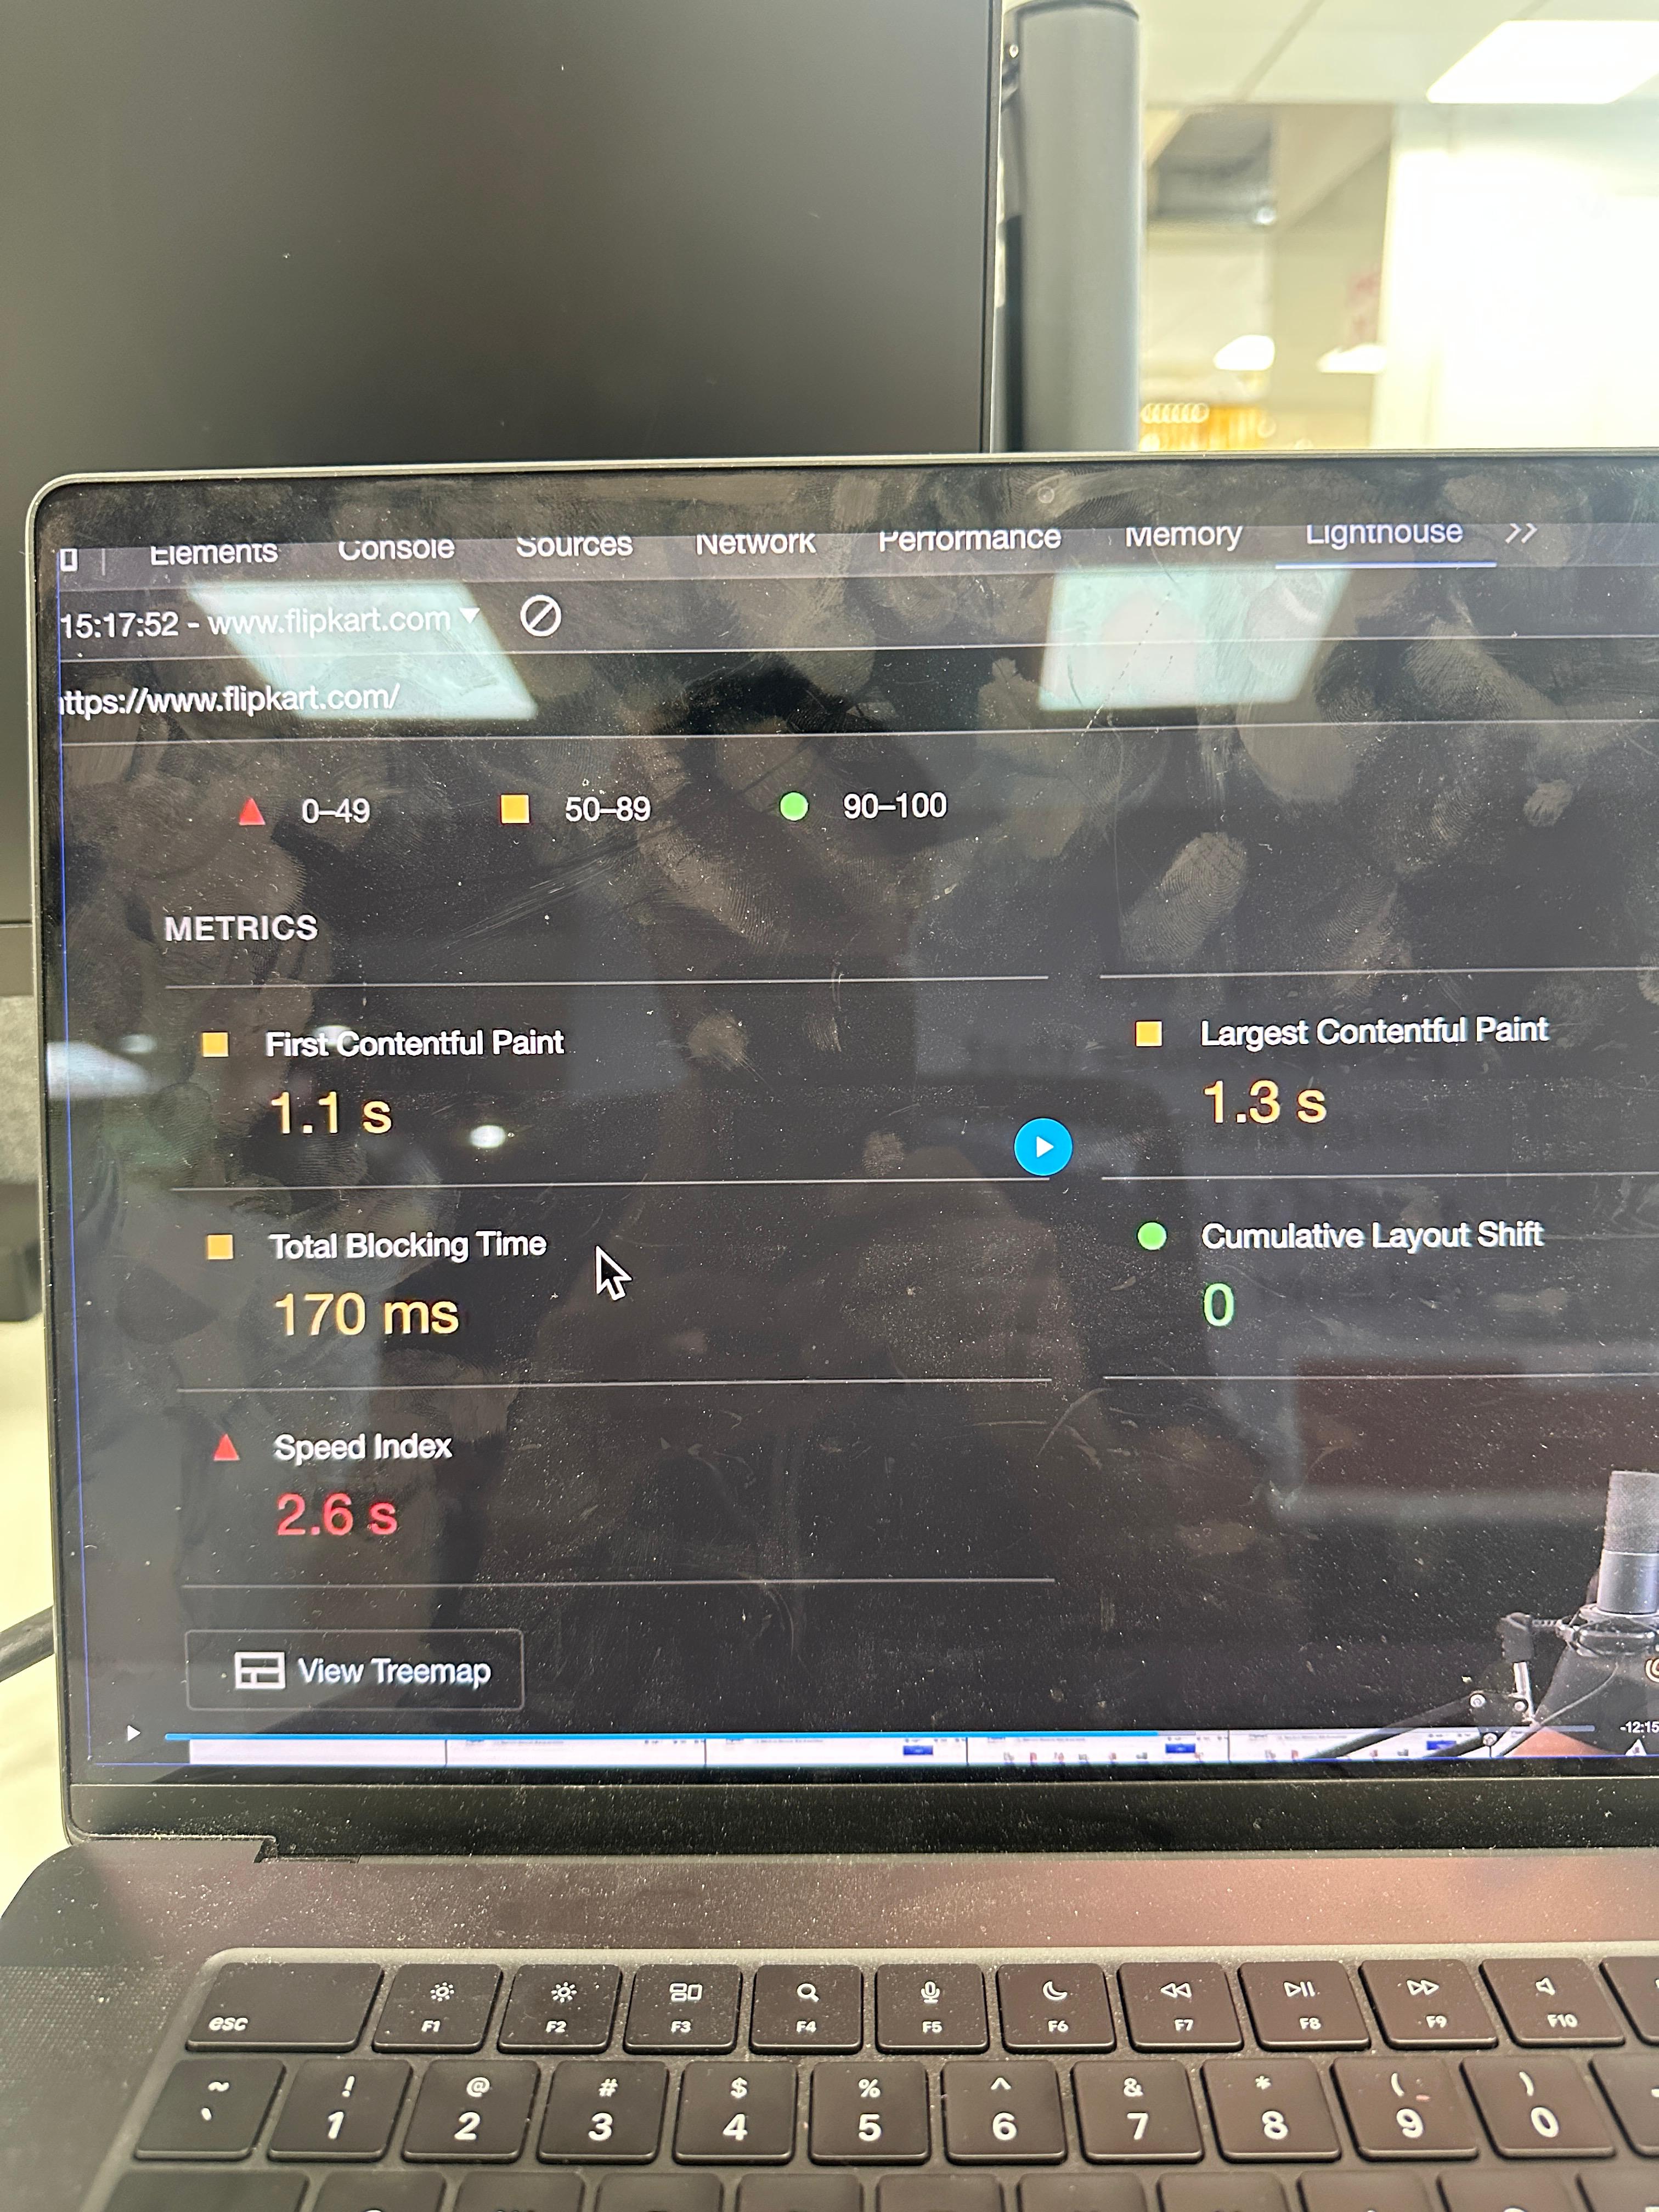 Elements Console Sources Network Performance Memory Lighthouse >>
15:17:52 - www.flipkart.com
ttps://www.flipkart.com/
0–49 50–89 90–100
METRICS
First Contentful Paint
1.1 s
Largest Contentful Paint
1.3 s
Total Blocking Time
170 ms
Cumulative Layout Shift
0
Speed Index
2.6 s
View Treemap
-12:15
esc F1 F2 F3 F4 F5 F6 F7 F8 F9 F10
~ ! @ # $ % ^ & * ( )
` 1 2 3 4 5 6 7 8 9 0